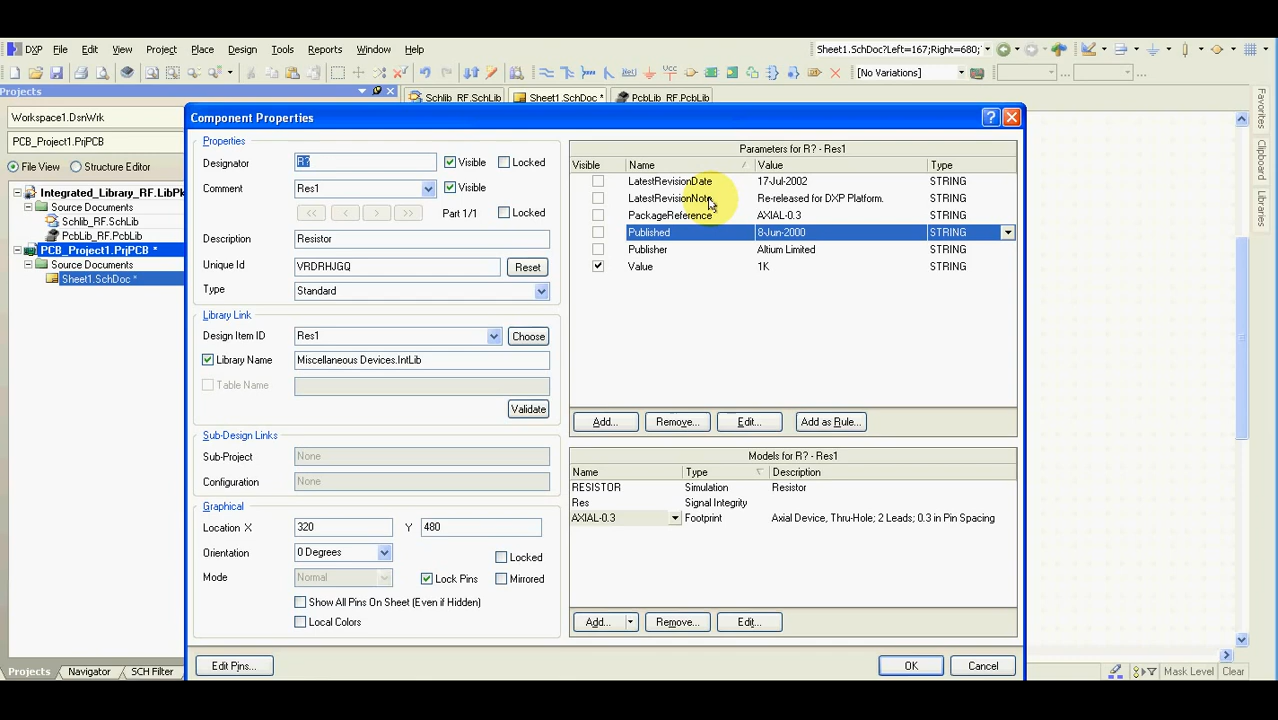 DXP File Edit View Project Place Design Tools Reports Window Help
Sheet1.SchDoc?Left=167;Right=680;
[No Variations]
Projects
Schlib_RF.SchLib Sheet1.SchDoc * PcbLib_RF.PcbLib
Workspace1.DsnWrk
PCB_Project1.PrjPCB
File View Structure Editor
Integrated_Library_RF.LibPk
Source Documents
Schlib_RF.SchLib
PcbLib_RF.PcbLib
PCB_Project1.PrjPCB *
Source Documents
Sheet1.SchDoc *
Projects Navigator SCH Filter
Component Properties
Properties
Designator R? Visible Locked
Comment Res1 Visible
<< < > >> Part 1/1 Locked
Description Resistor
Unique Id VRDRHJGQ Reset
Type Standard
Library Link
Design Item ID Res1 Choose
Library Name Miscellaneous Devices.IntLib
Table Name
Validate
Sub-Design Links
Sub-Project None
Configuration None
Graphical
Location X 320 Y 480
Orientation 0 Degrees Locked
Mode Normal Lock Pins Mirrored
Show All Pins On Sheet (Even if Hidden)
Local Colors
Edit Pins...
Parameters for R? - Res1
Visible Name Value Type
LatestRevisionDate 17-Jul-2002 STRING
LatestRevisionNote Re-released for DXP Platform. STRING
PackageReference AXIAL-0.3 STRING
Published 8-Jun-2000 STRING
Publisher Altium Limited STRING
Value 1K STRING
Add... Remove... Edit... Add as Rule...
Models for R? - Res1
Name Type Description
RESISTOR Simulation Resistor
Res Signal Integrity
AXIAL-0.3 Footprint Axial Device, Thru-Hole; 2 Leads; 0.3 in Pin Spacing
Add... Remove... Edit...
OK Cancel
Favorites
Clipboard
Libraries
Mask Level Clear